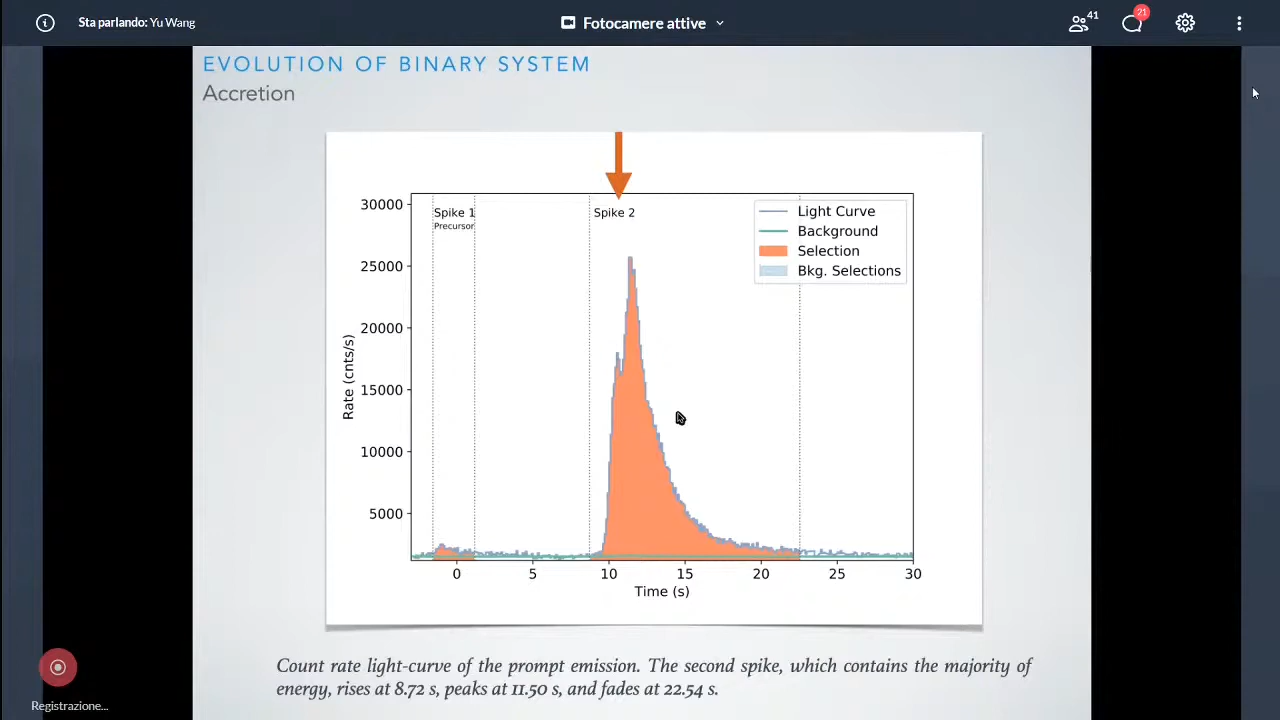 Sta parlando: Yu Wang
Fotocamere attive
41
21
EVOLUTION OF BINARY SYSTEM
Accretion
Spike 1
Precursor
Spike 2
Light Curve
Background
Selection
Bkg. Selections
30000
25000
20000
15000
10000
5000
Rate (cnts/s)
0 5 10 15 20 25 30
Time (s)
Count rate light-curve of the prompt emission. The second spike, which contains the majority of
energy, rises at 8.72 s, peaks at 11.50 s, and fades at 22.54 s.
Registrazione...